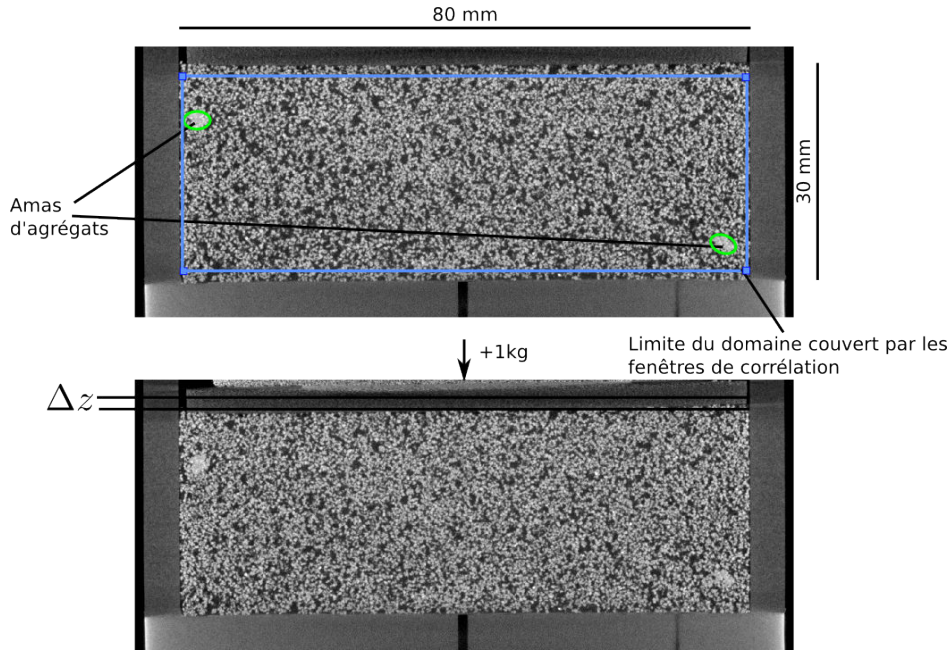 80 mm
30 mm
Amas
d'agrégats
Limite du domaine couvert par les
fenêtres de corrélation
+1kg
Δz